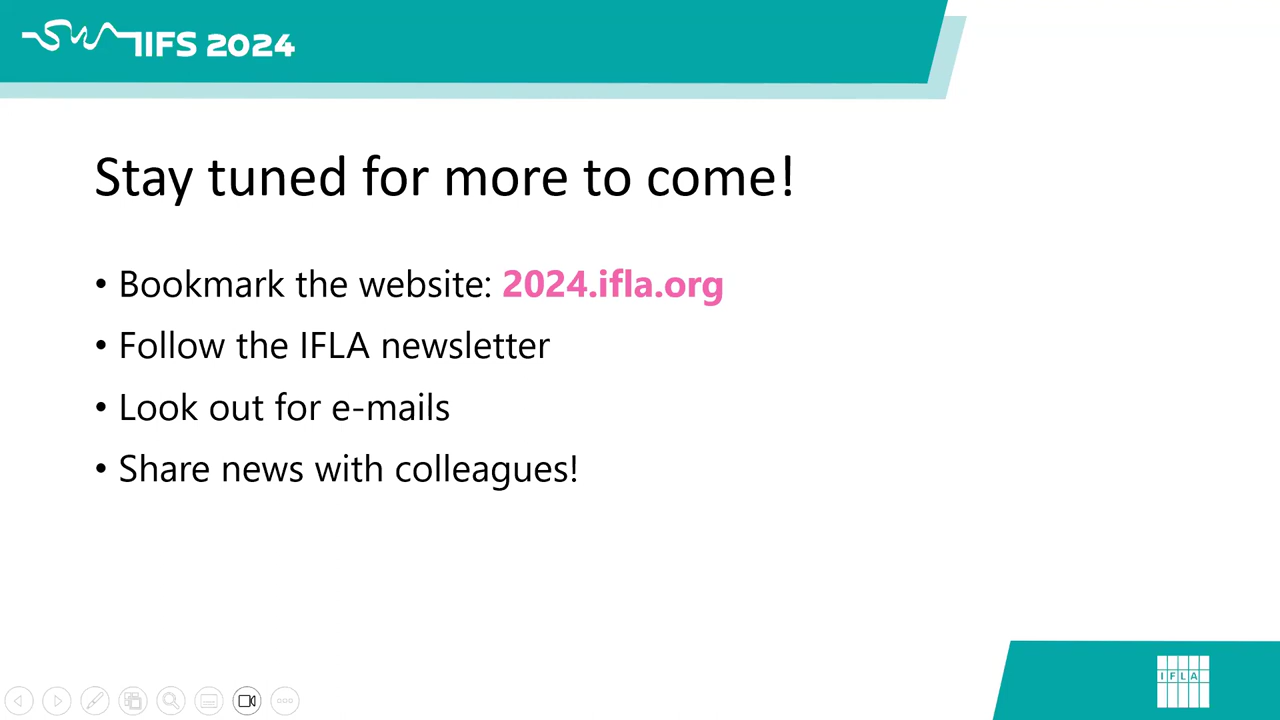 IIFS 2024
Stay tuned for more to come!
• Bookmark the website: 2024.ifla.org
• Follow the IFLA newsletter
• Look out for e-mails
• Share news with colleagues!
IFLA